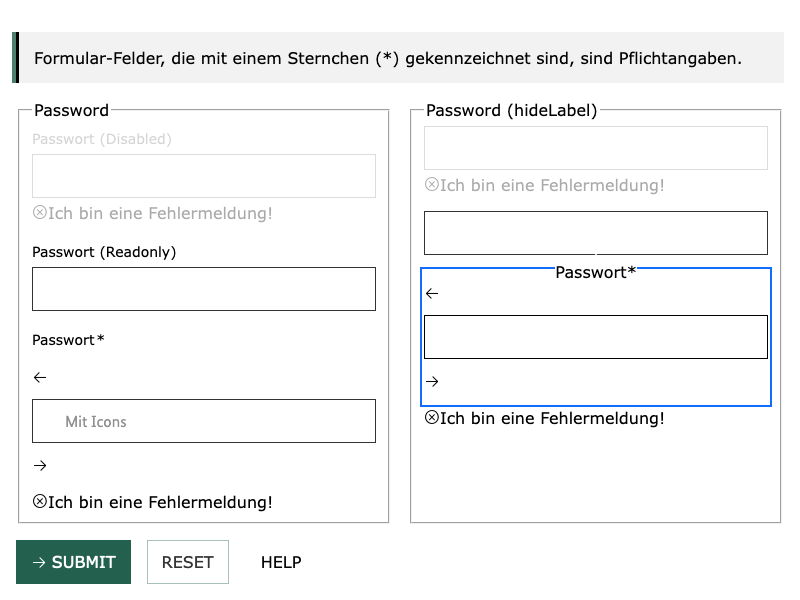 Formular-Felder, die mit einem Sternchen (*) gekennzeichnet sind, sind Pflichtangaben.
Password
Passwort (Disabled)
Ich bin eine Fehlermeldung!
Passwort (Readonly)
Passwort*
Mit Icons
Ich bin eine Fehlermeldung!
Password (hideLabel)
Ich bin eine Fehlermeldung!
Passwort*
Ich bin eine Fehlermeldung!
SUBMIT
RESET
HELP